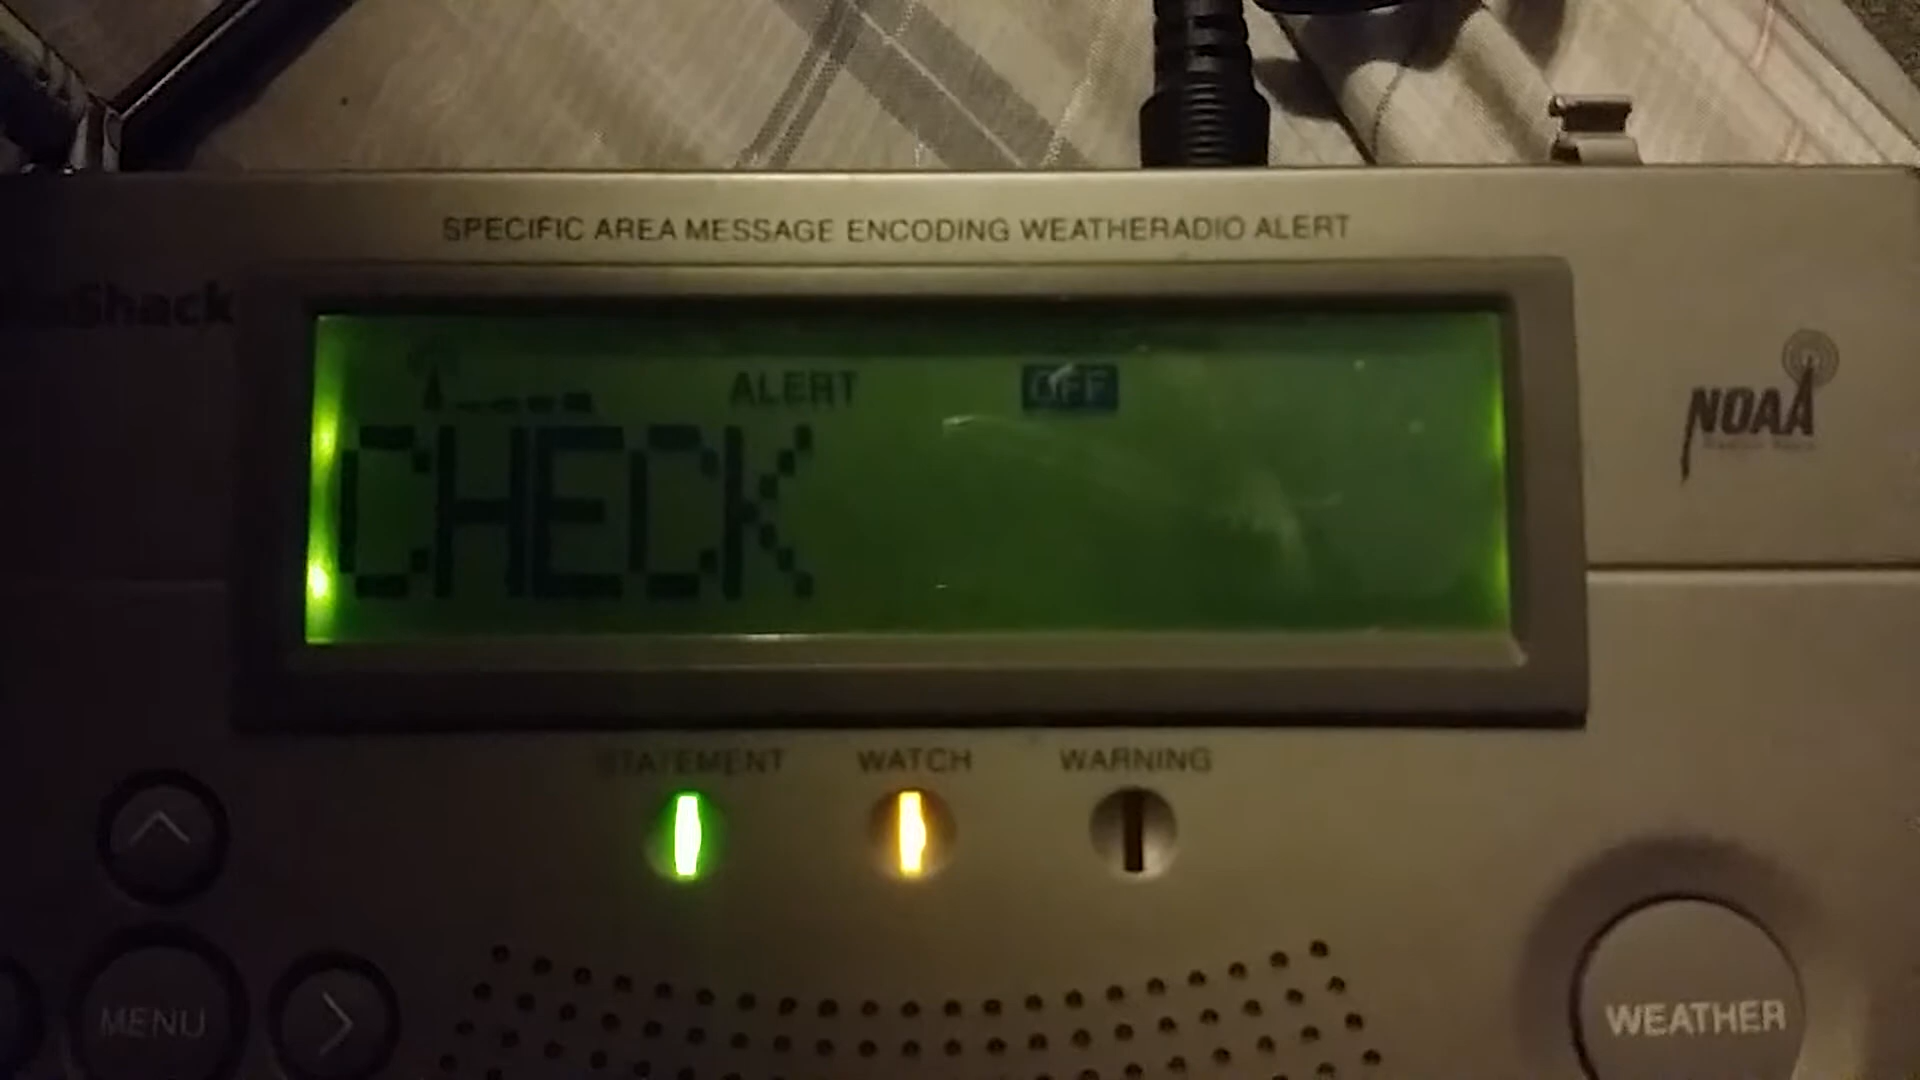 SPECIFIC AREA MESSAGE ENCODING WEATHERADIO ALERT
Shack
ALERT OFF
CHECK
NOAA
STATEMENT WATCH WARNING
MENU
WEATHER